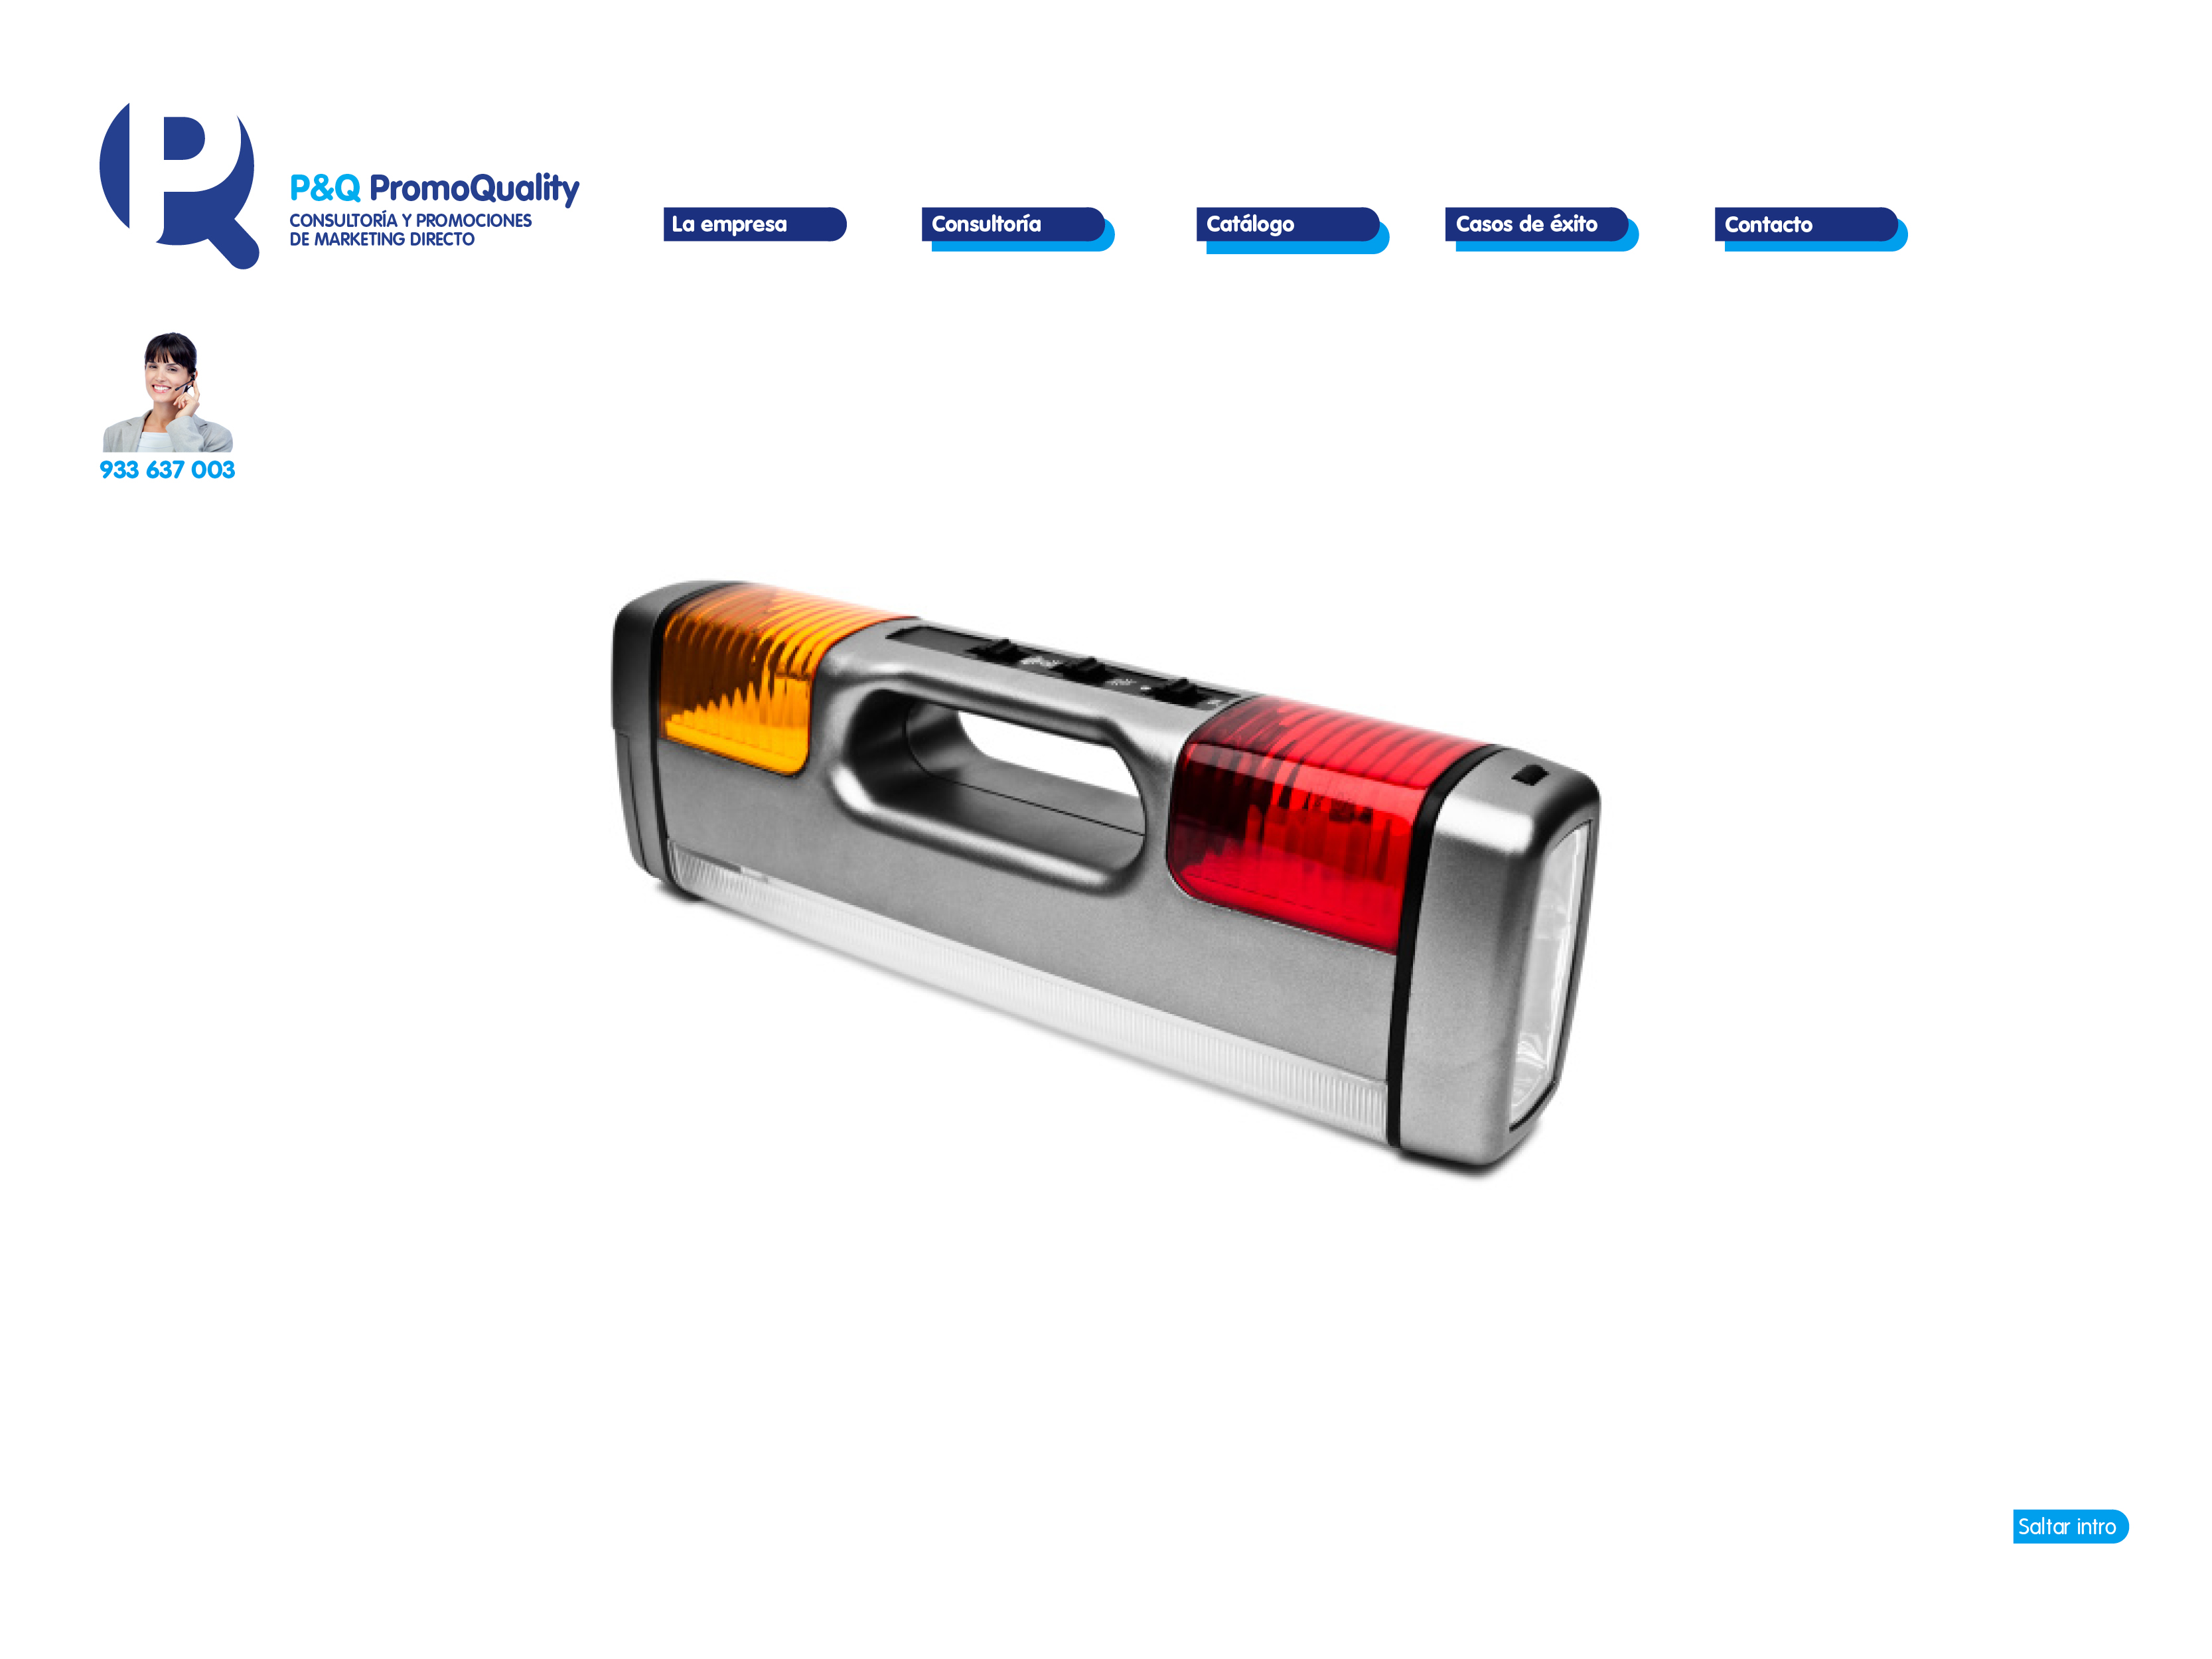 P&Q PromoQuality
CONSULTORÍA Y PROMOCIONES
DE MARKETING DIRECTO
La empresa
Consultoría
Catálogo
Casos de éxito
Contacto
933 637 003
Saltar intro